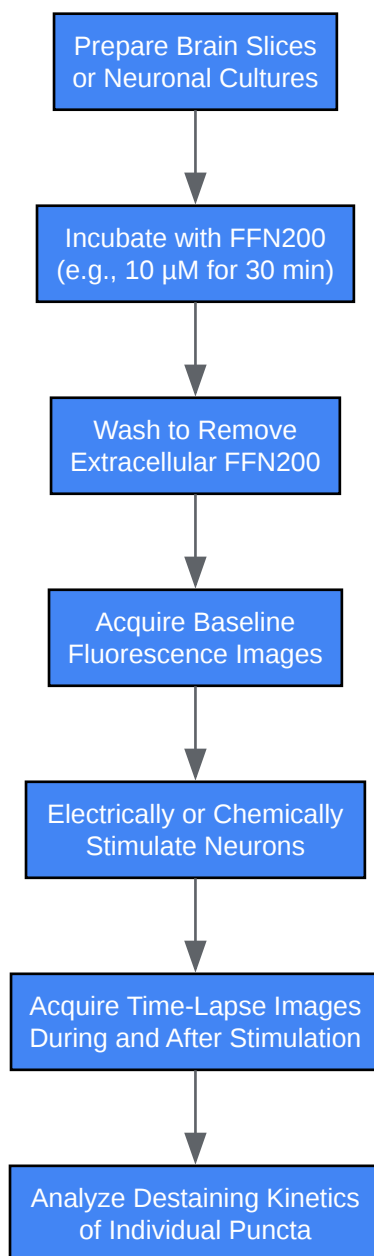 Prepare Brain Slices
or Neuronal Cultures
Incubate with FFN200
(e.g., 10 µM for 30 min)
Wash to Remove
Extracellular FFN200
Acquire Baseline
Fluorescence Images
Electrically or Chemically
Stimulate Neurons
Acquire Time-Lapse Images
During and After Stimulation
Analyze Destaining Kinetics
of Individual Puncta